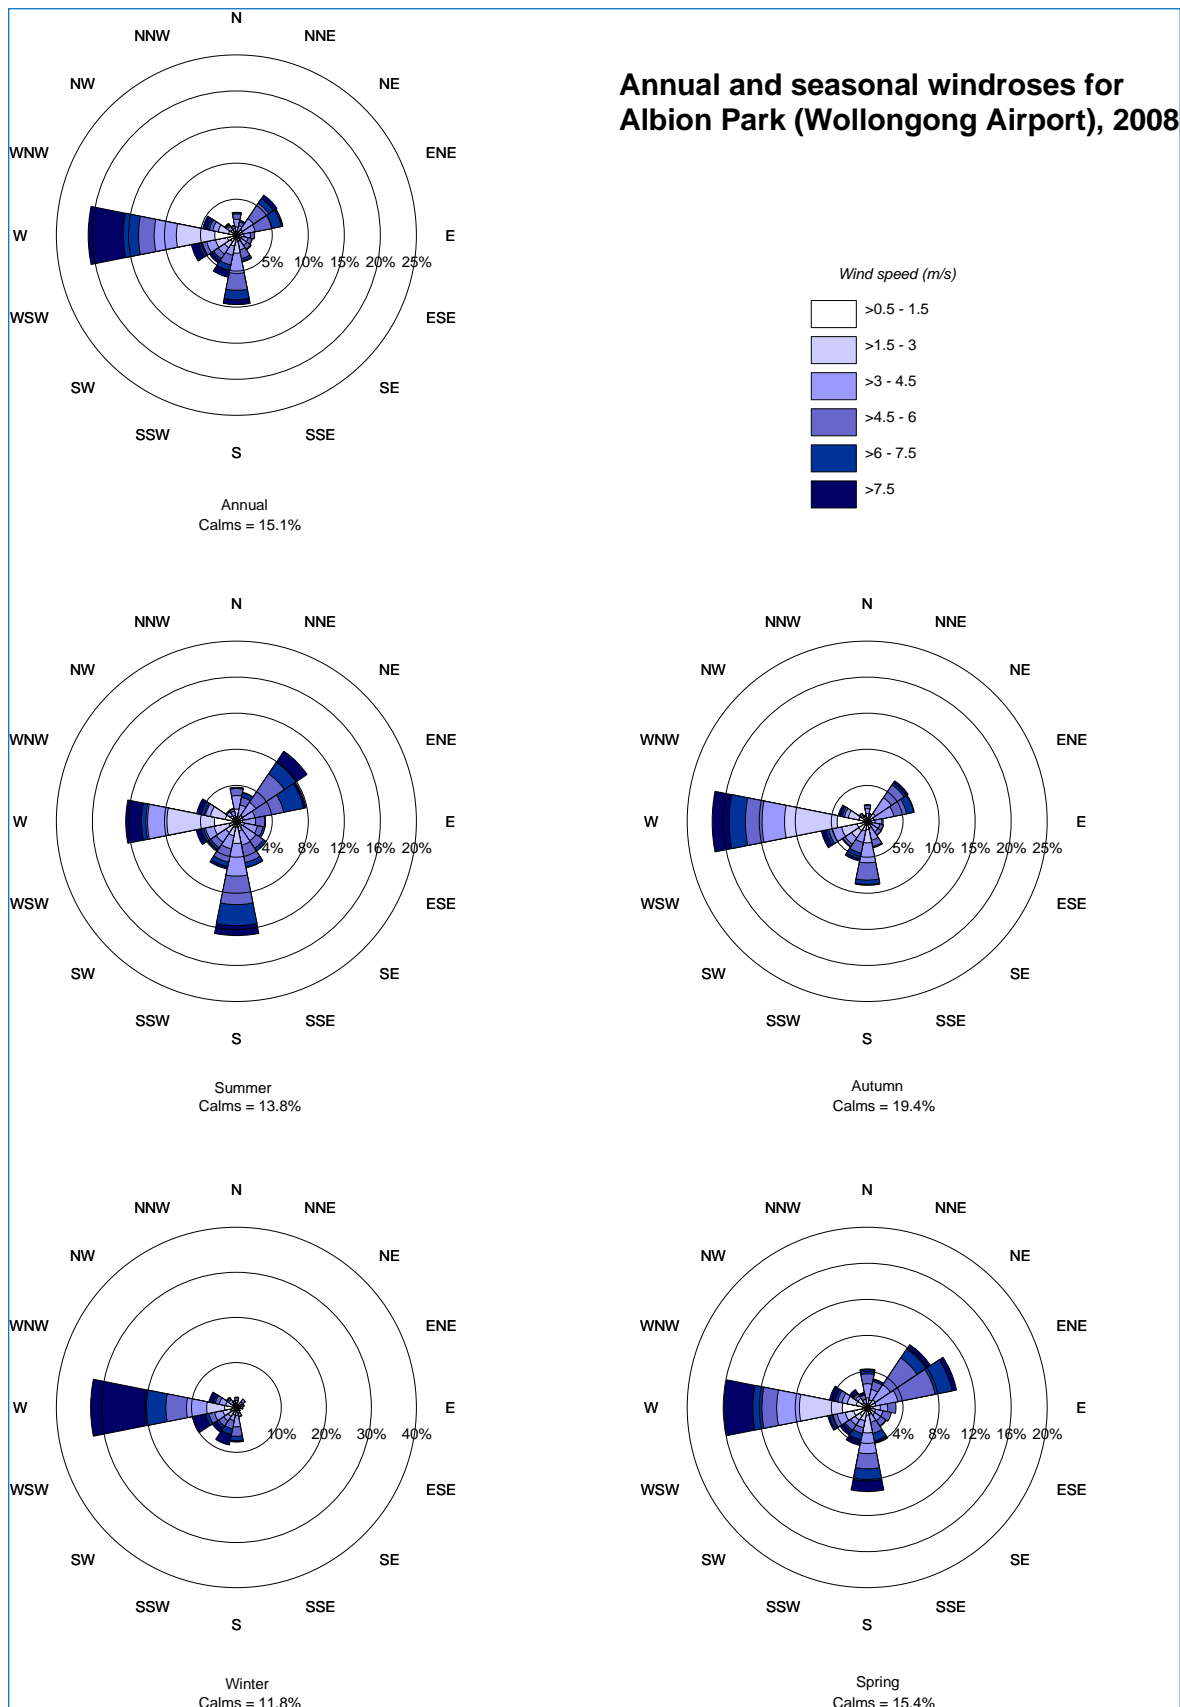 Annual and seasonal windroses for
Albion Park (Wollongong Airport), 2008
N
NNW NNE
NW NE
WNW ENE
W E
5% 10% 15% 20% 25%
WSW ESE
SW SE
SSW SSE
S
Annual
Calms = 15.1%
Wind speed (m/s)
>0.5 - 1.5
>1.5 - 3
>3 - 4.5
>4.5 - 6
>6 - 7.5
>7.5
N
NNW NNE
NW NE
WNW ENE
W E
4% 8% 12% 16% 20%
WSW ESE
SW SE
SSW SSE
S
Summer
Calms = 13.8%
N
NNW NNE
NW NE
WNW ENE
W E
5% 10% 15% 20% 25%
WSW ESE
SW SE
SSW SSE
S
Autumn
Calms = 19.4%
N
NNW NNE
NW NE
WNW ENE
W E
10% 20% 30% 40%
WSW ESE
SW SE
SSW SSE
S
Winter
Calms = 11.8%
N
NNW NNE
NW NE
WNW ENE
W E
4% 8% 12% 16% 20%
WSW ESE
SW SE
SSW SSE
S
Spring
Calms = 15.4%